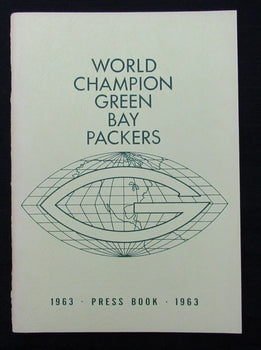 WORLD
CHAMPION
GREEN
BAY
PACKERS
G
1963 · PRESS BOOK · 1963